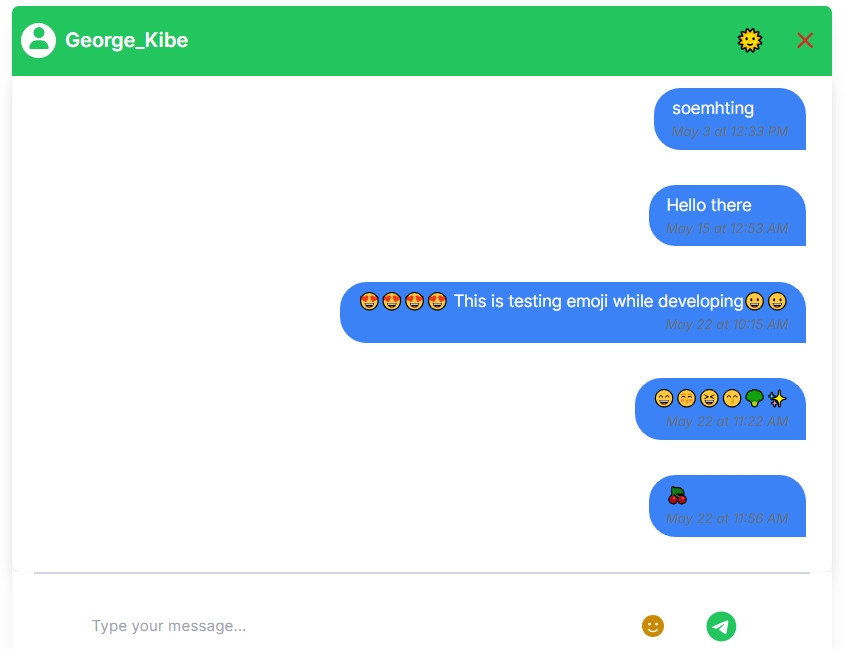 George_Kibe
soemhting
May 3 at 12:33 PM
Hello there
May 15 at 12:53 AM
😍😍😍😍 This is testing emoji while developing😀😀
May 22 at 10:15 AM
😄😚😆😙🥦✨
May 22 at 11:22 AM
🍒
May 22 at 11:56 AM
Type your message...